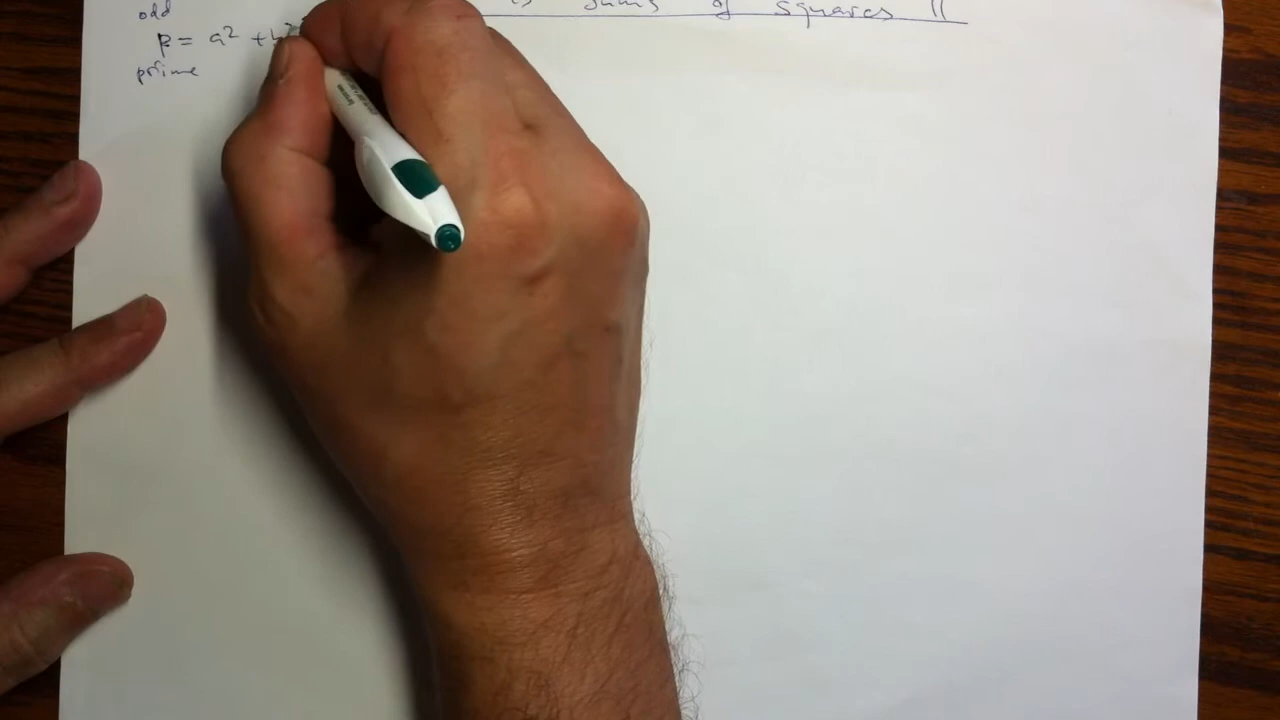 sums of squares II
odd
p = a² + b²
prime